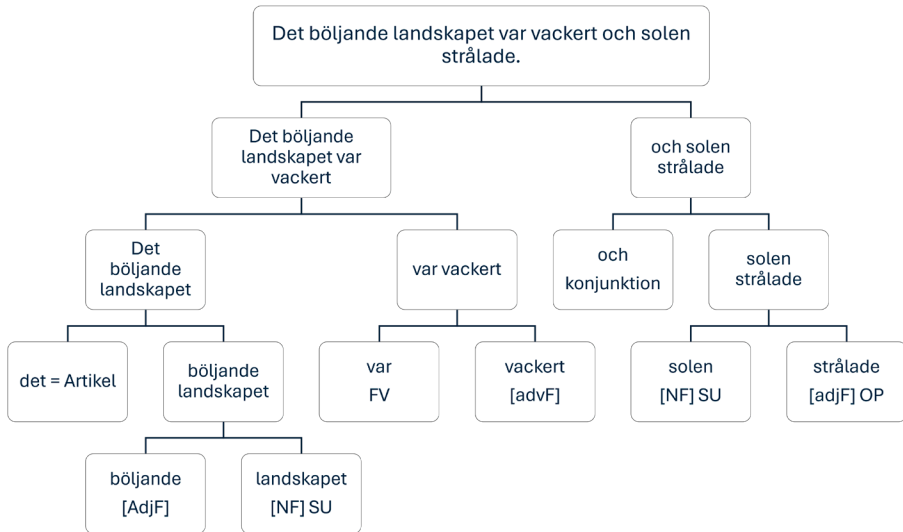 Det böljande landskapet var vackert och solen
strålade.
Det böljande
landskapet var
vackert
och solen
strålade
Det
böljande
landskapet
var vackert
och
konjunktion
solen
strålade
det = Artikel
böljande
landskapet
var
FV
vackert
[advF]
solen
[NF] SU
strålade
[adjF] OP
böljande
[AdjF]
landskapet
[NF] SU